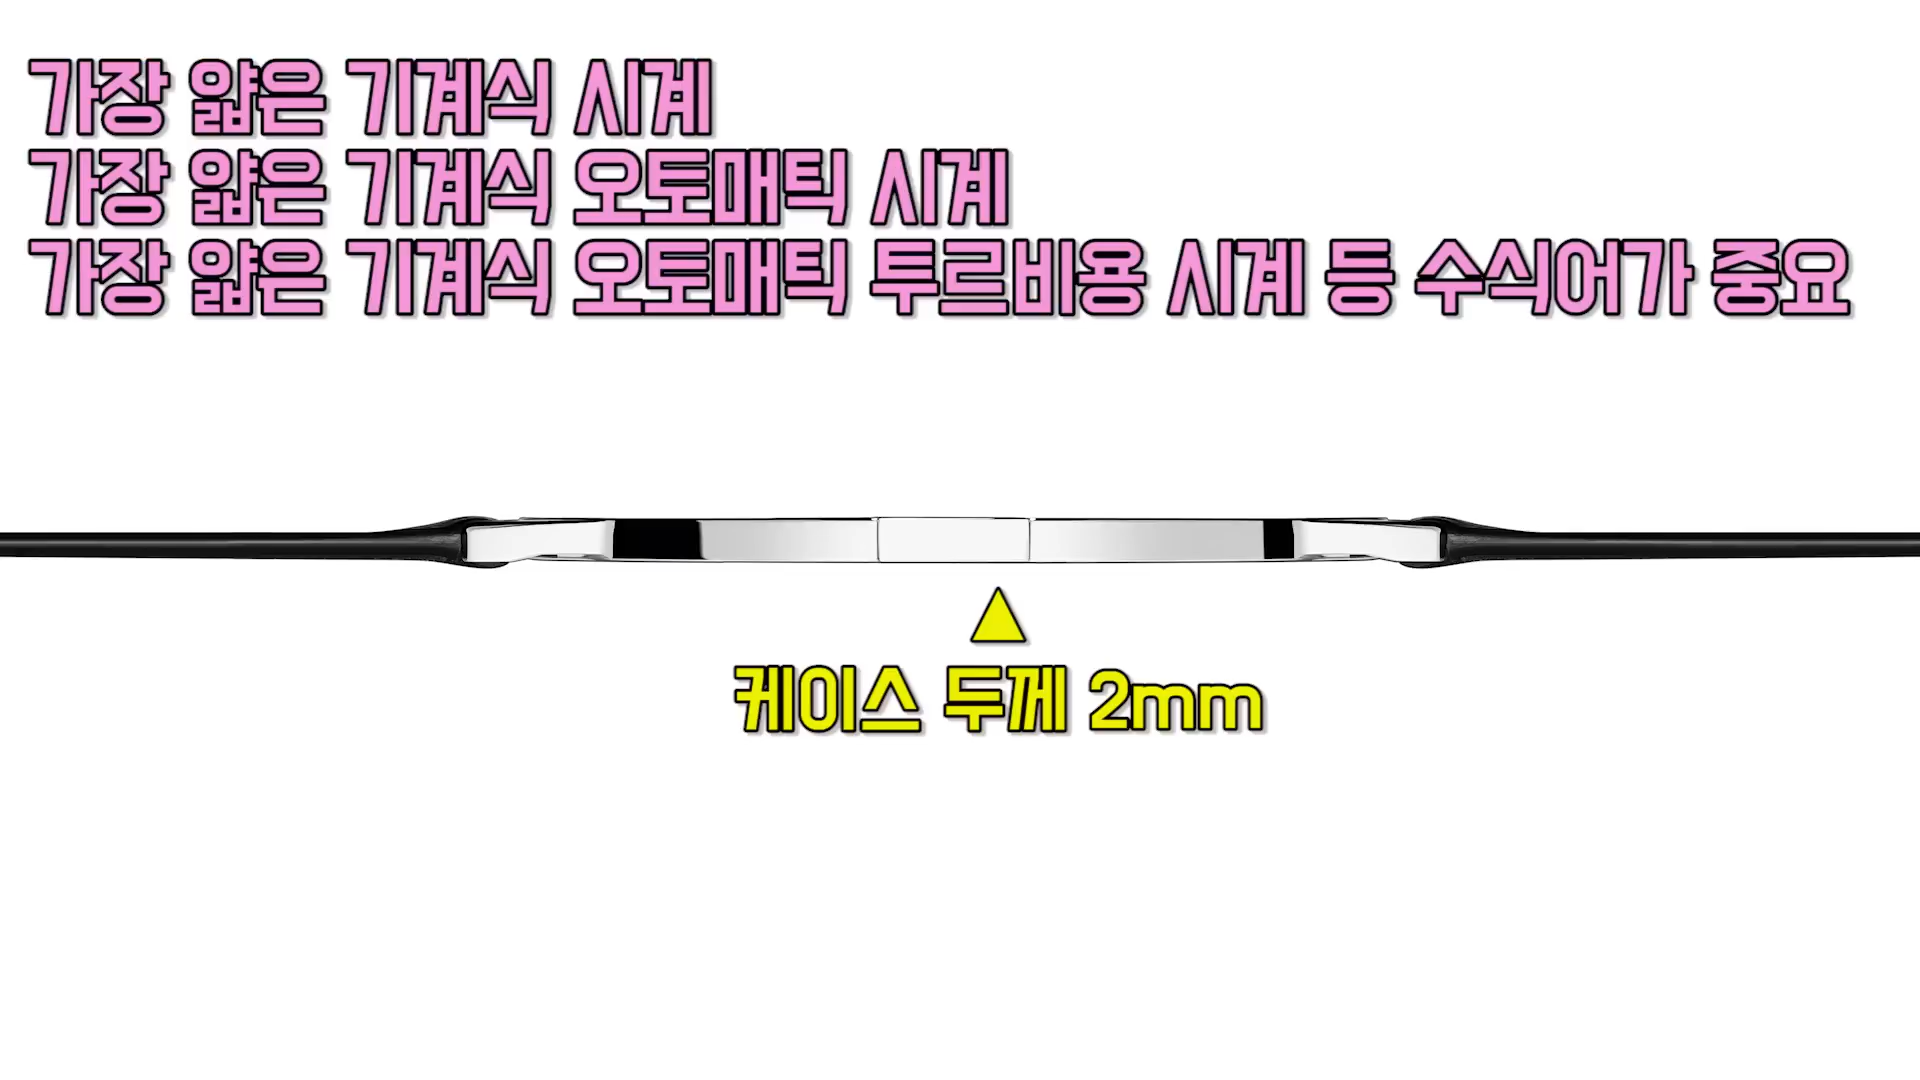 가장 얇은 기계식 시계
가장 얇은 기계식 오토매틱 시계
가장 얇은 기계식 오토매틱 투르비용 시계 등 수식어가 중요
케이스 두께 2mm